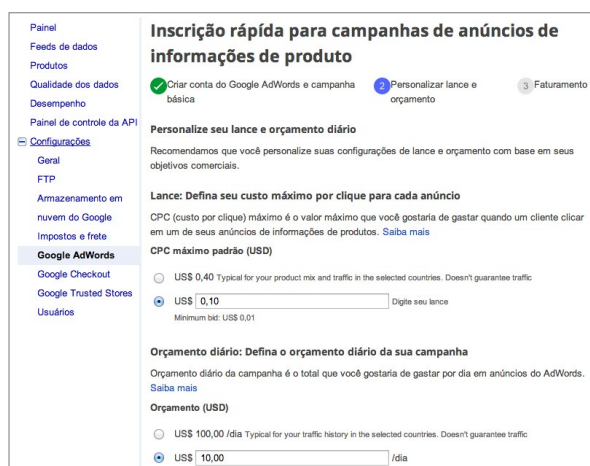 Painel
Feeds de dados
Produtos
Qualidade dos dados
Desempenho
Painel de controle da API
Configurações
Geral
FTP
Armazenamento em
nuvem do Google
Impostos e frete
Google AdWords
Google Checkout
Google Trusted Stores
Usuários
Inscrição rápída para campanhas de anúncios de
informações de produto
Criar conta do Google AdWords e campanha
básica
2 Personalizar lance e
orçamento
3 Faturamento
Personalize seu lance e orçamento diário
Recomendamos que você personalize suas configurações de lance e orçamento com base em seus
objetivos comerciais.
Lance: Defina seu custo máximo por clique para cada anúncio
CPC (custo por clique) máximo é o valor máximo que você gostaria de gastar quando um cliente clicar
em um de seus anúncios de informações de produtos. Saiba mais
CPC máximo padrão (USD)
US$ 0,40 Typical for your product mix and traffic in the selected countries. Doesn't guarantee traffic
US$ 0,10 Digite seu lance
Minimum bid: US$ 0,01
Orçamento diário: Defina o orçamento diário da sua campanha
Orçamento diário da campanha é o total que você gostaria de gastar por dia em anúncios do AdWords.
Saiba mais
Orçamento (USD)
US$ 100,00 /dia Typical for your traffic history in the selected countries. Doesn't guarantee traffic
US$ 10,00 /dia